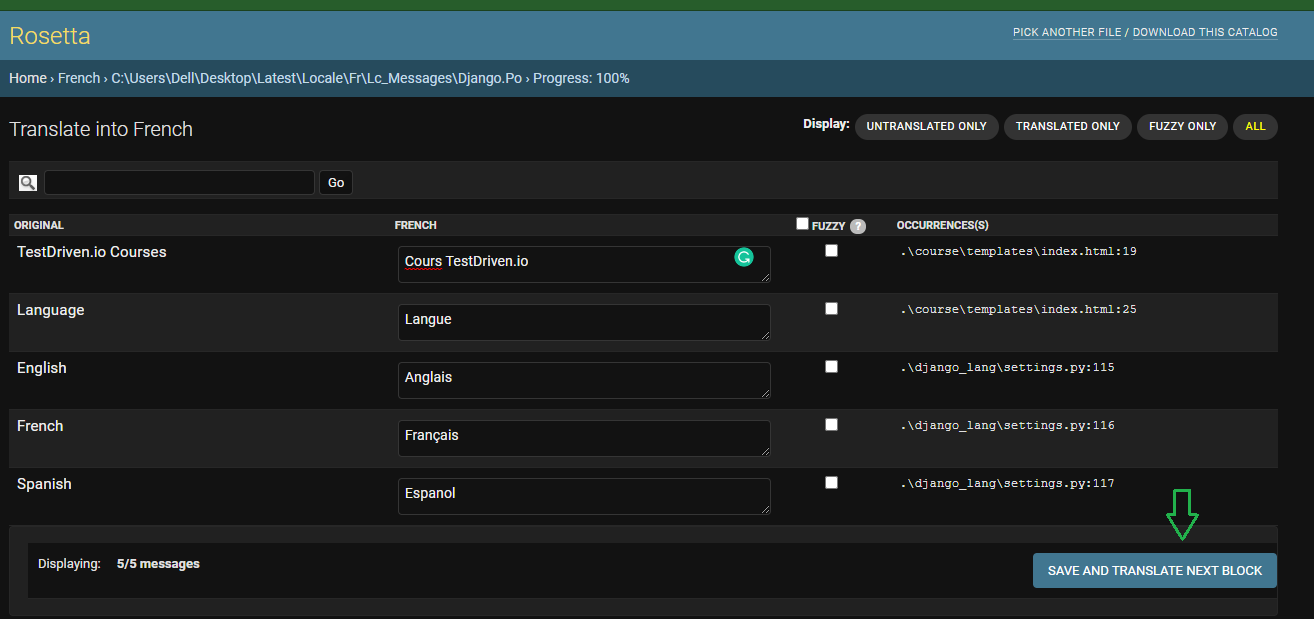 Rosetta
PICK ANOTHER FILE / DOWNLOAD THIS CATALOG
Home › French › C:\Users\Dell\Desktop\Latest\Locale\Fr\Lc_Messages\Django.Po › Progress: 100%
Translate into French
Display: UNTRANSLATED ONLY TRANSLATED ONLY FUZZY ONLY ALL
Go
ORIGINAL FRENCH FUZZY ? OCCURRENCES(S)
TestDriven.io Courses Cours TestDriven.io .\course\templates\index.html:19
Language Langue .\course\templates\index.html:25
English Anglais .\django_lang\settings.py:115
French Français .\django_lang\settings.py:116
Spanish Espanol .\django_lang\settings.py:117
Displaying: 5/5 messages
SAVE AND TRANSLATE NEXT BLOCK